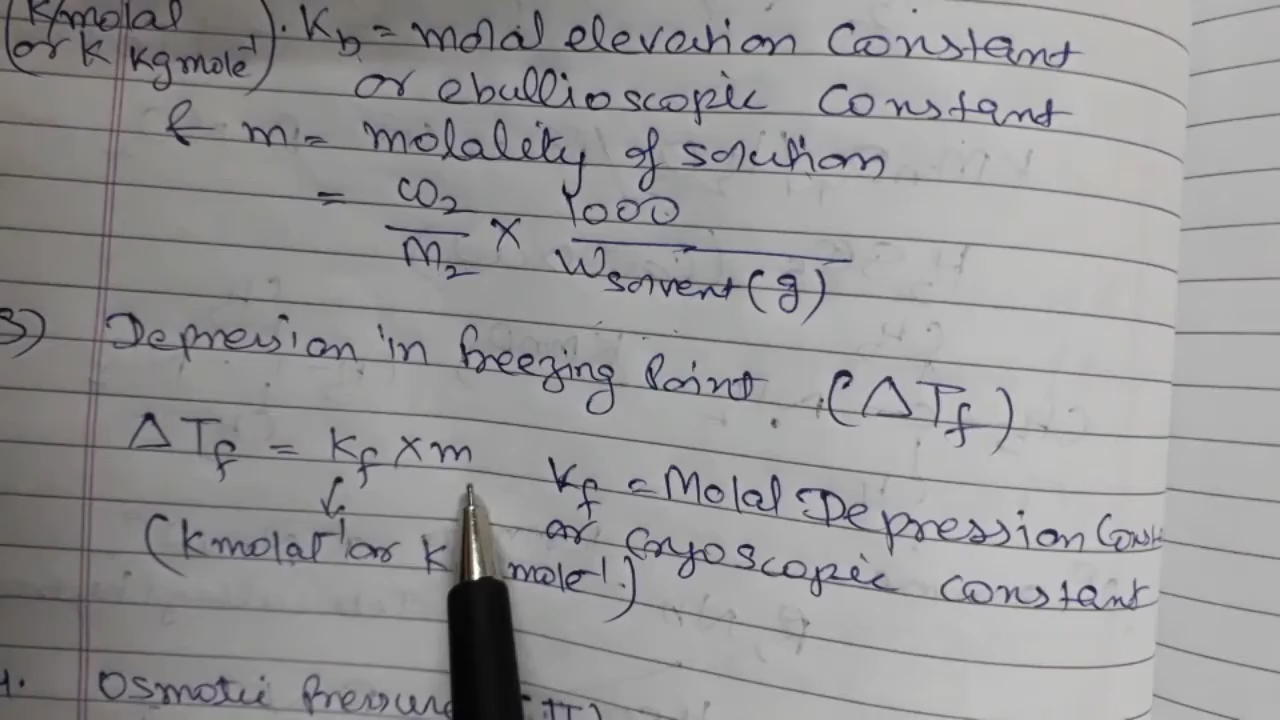 (K/molal
or K kg mole⁻¹). Kb = molal elevation Constant
or ebullioscopic Constant
& m = molality of solution
= ω2/M2 × 1000/Wsolvent(g)
3) Depression in freezing Point (ΔTf)
ΔTf = Kf × m
Kf = Molal Depression Const
or Cryoscopic Constant
(K molal⁻¹ or K mole⁻¹.)
4. Osmotic Pressure (π)